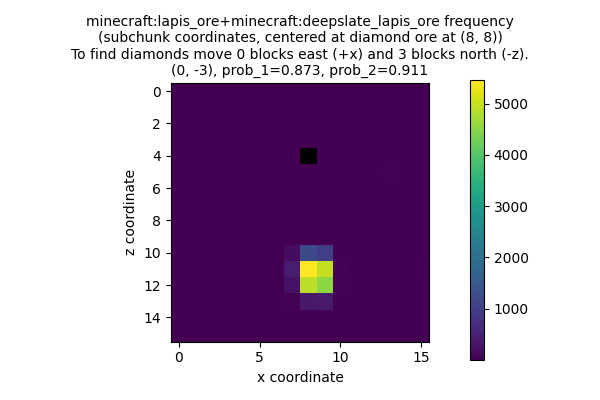 minecraft:lapis_ore+minecraft:deepslate_lapis_ore frequency
(subchunk coordinates, centered at diamond ore at (8, 8))
To find diamonds move 0 blocks east (+x) and 3 blocks north (-z).
(0, -3), prob_1=0.873, prob_2=0.911
0
2
4
6
8
10
12
14
z coordinate
0
5
10
15
x coordinate
5000
4000
3000
2000
1000